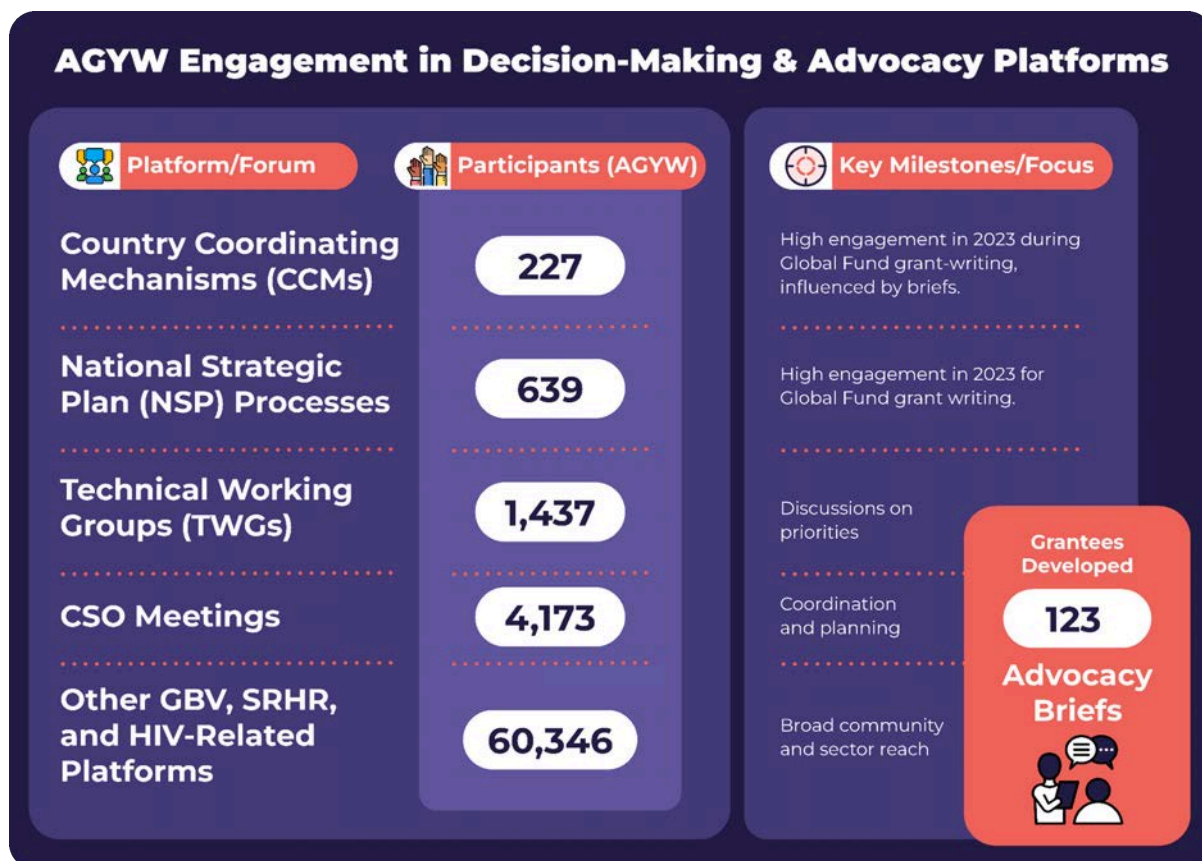 AGYW Engagement in Decision-Making & Advocacy Platforms
Platform/Forum
Participants (AGYW)
Key Milestones/Focus
Country Coordinating
Mechanisms (CCMs)
227
High engagement in 2023 during
Global Fund grant-writing,
influenced by briefs.
National Strategic
Plan (NSP) Processes
639
High engagement in 2023 for
Global Fund grant writing.
Technical Working
Groups (TWGs)
1,437
Discussions on
priorities
CSO Meetings
4,173
Coordination
and planning
Other GBV, SRHR,
and HIV-Related
Platforms
60,346
Broad community
and sector reach
Grantees
Developed
123
Advocacy
Briefs